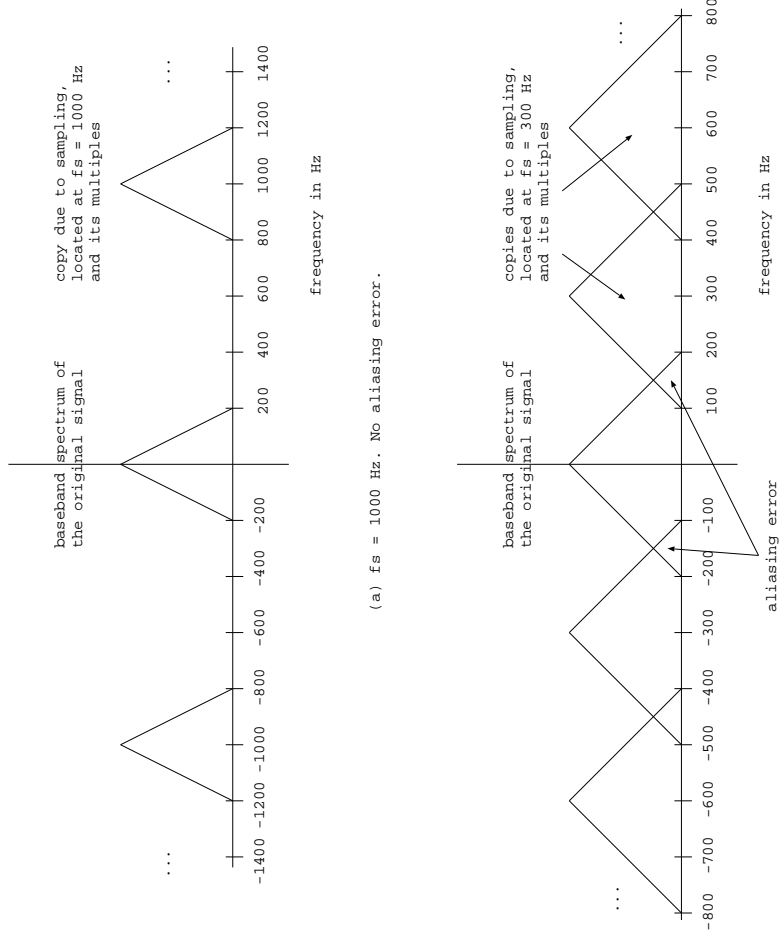 baseband spectrum of
the original signal
copy due to sampling,
located at fs = 1000 Hz
and its multiples
...
...
-1400 -1200 -1000 -800 -600 -400 -200 200 400 600 800 1000 1200 1400
frequency in Hz
(a) fs = 1000 Hz. No aliasing error.
baseband spectrum of
the original signal
copies due to sampling,
located at fs = 300 Hz
and its multiples
...
...
-800 -700 -600 -500 -400 -300 -200 -100 100 200 300 400 500 600 700 800
frequency in Hz
aliasing error